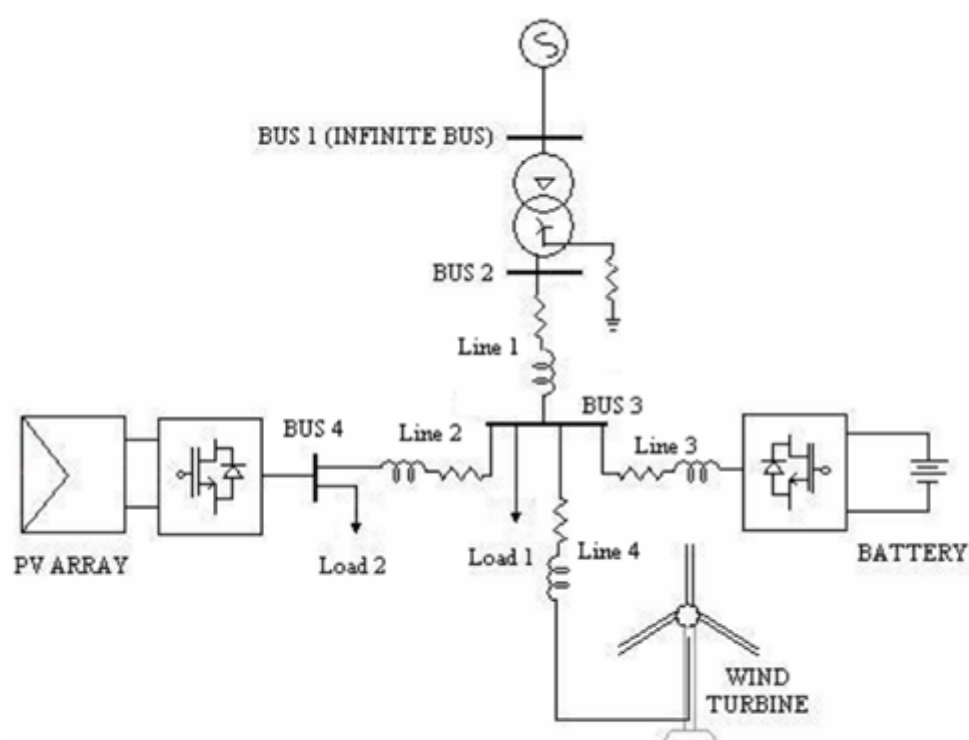 BUS 1 (INFINITE BUS)
BUS 2
Line 1
BUS 3
BUS 4
Line 2
Line 3
PV ARRAY
Load 2
Load 1
Line 4
BATTERY
WIND
TURBINE